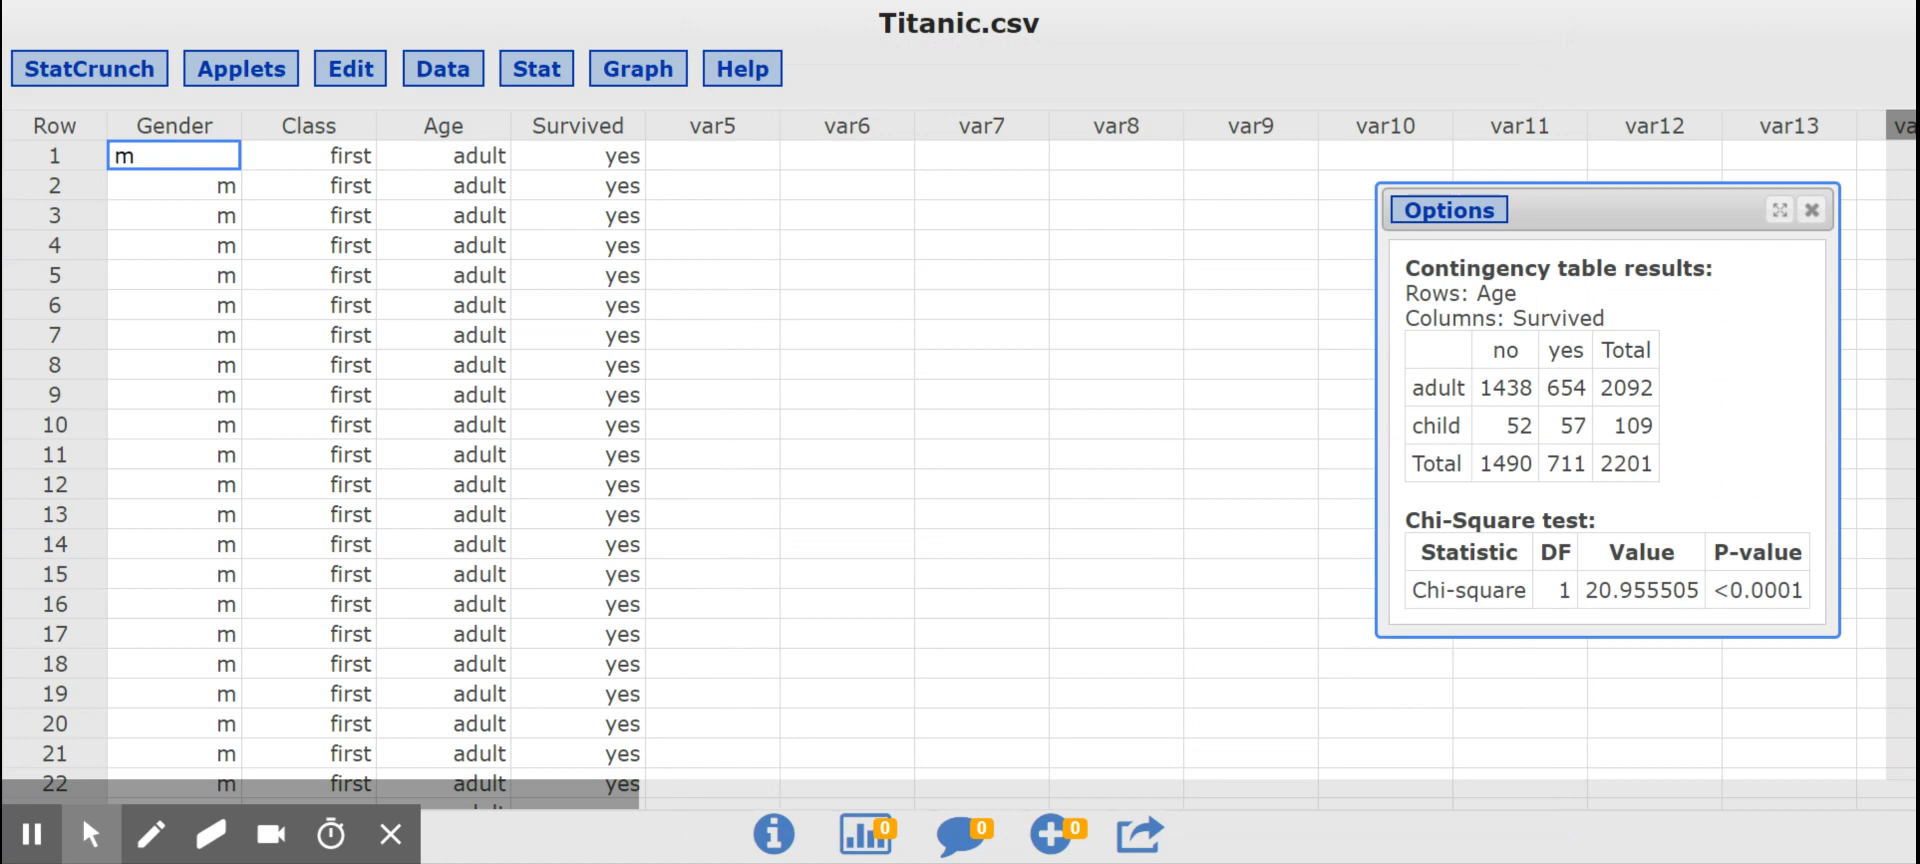 Titanic.csv
StatCrunch Applets Edit Data Stat Graph Help
Row Gender Class Age Survived var5 var6 var7 var8 var9 var10 var11 var12 var13 va
1 m first adult yes
2 m first adult yes
3 m first adult yes
4 m first adult yes
5 m first adult yes
6 m first adult yes
7 m first adult yes
8 m first adult yes
9 m first adult yes
10 m first adult yes
11 m first adult yes
12 m first adult yes
13 m first adult yes
14 m first adult yes
15 m first adult yes
16 m first adult yes
17 m first adult yes
18 m first adult yes
19 m first adult yes
20 m first adult yes
21 m first adult yes
22 m first adult yes
Options
Contingency table results:
Rows: Age
Columns: Survived
no yes Total
adult 1438 654 2092
child 52 57 109
Total 1490 711 2201
Chi-Square test:
Statistic DF Value P-value
Chi-square 1 20.955505 <0.0001
0 0 0